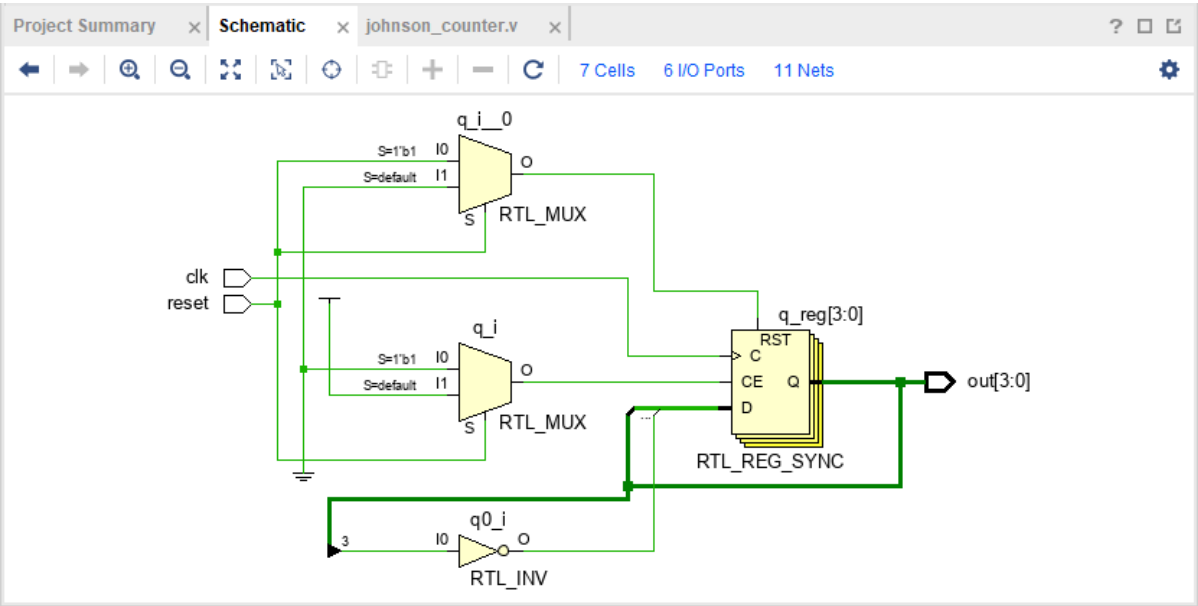 Project Summary × Schematic × johnson_counter.v × ?
7 Cells 6 I/O Ports 11 Nets
q_i__0
S=1'b1 I0
O
S=default I1
S RTL_MUX
clk
reset
q_reg[3:0]
q_i
RST
S=1'b1 I0
C
O
S=default I1
CE Q
out[3:0]
D
...
S RTL_MUX
RTL_REG_SYNC
q0_i
3
I0 O
RTL_INV